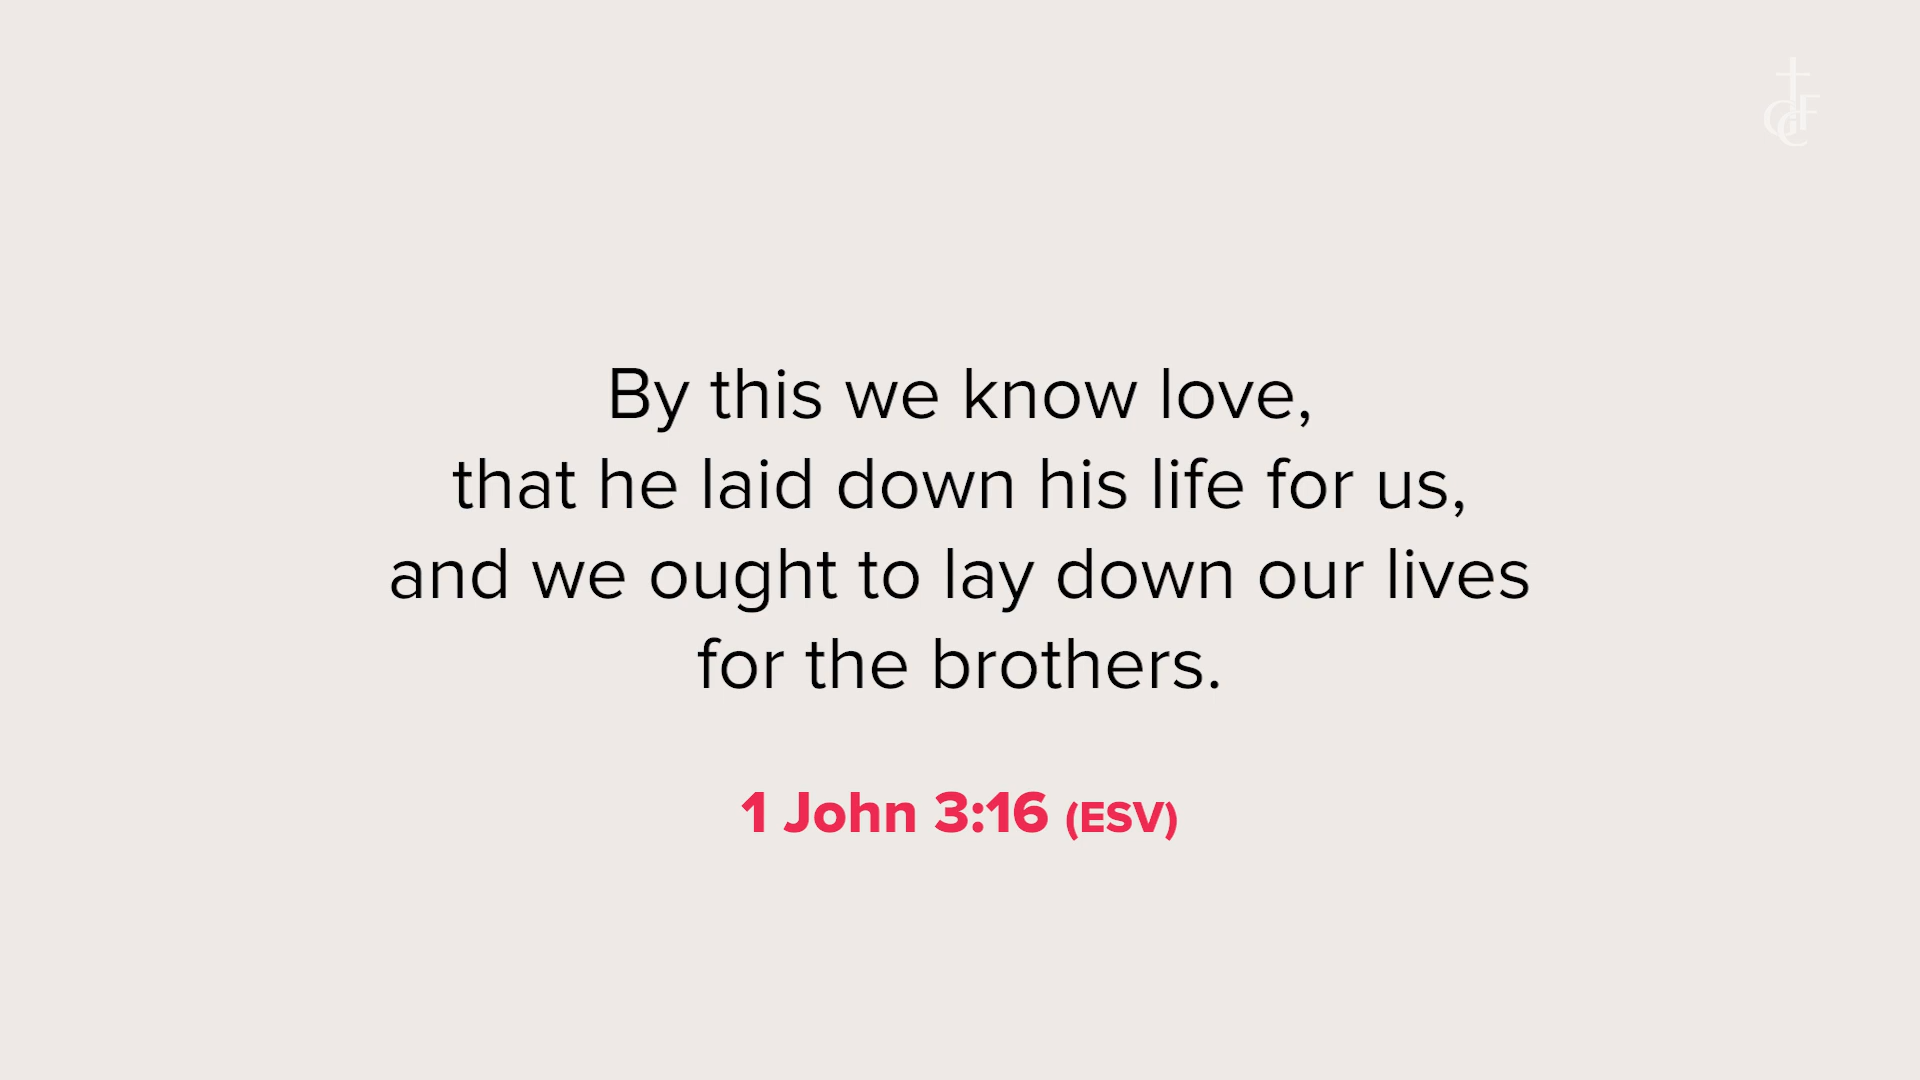 By this we know love,
that he laid down his life for us,
and we ought to lay down our lives
for the brothers.
1 John 3:16 (ESV)